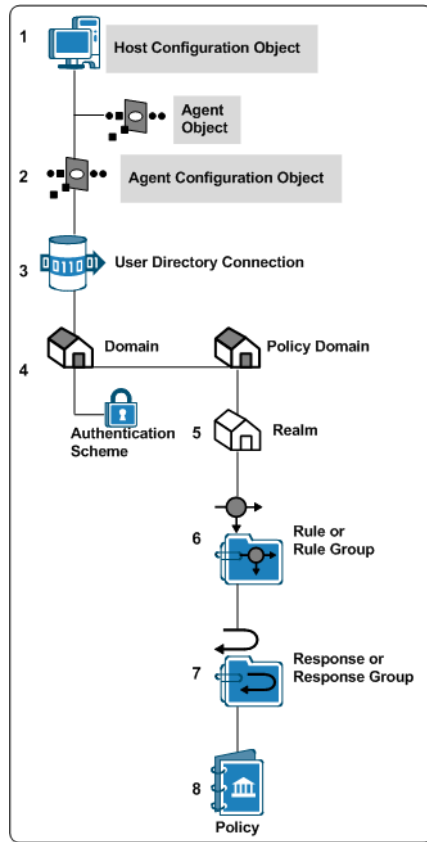 1
Host Configuration Object
Agent
Object
2
Agent Configuration Object
3
User Directory Connection
0110
4
Domain
Policy Domain
Authentication
Scheme
5
Realm
6
Rule or
Rule Group
7
Response or
Response Group
8
Policy